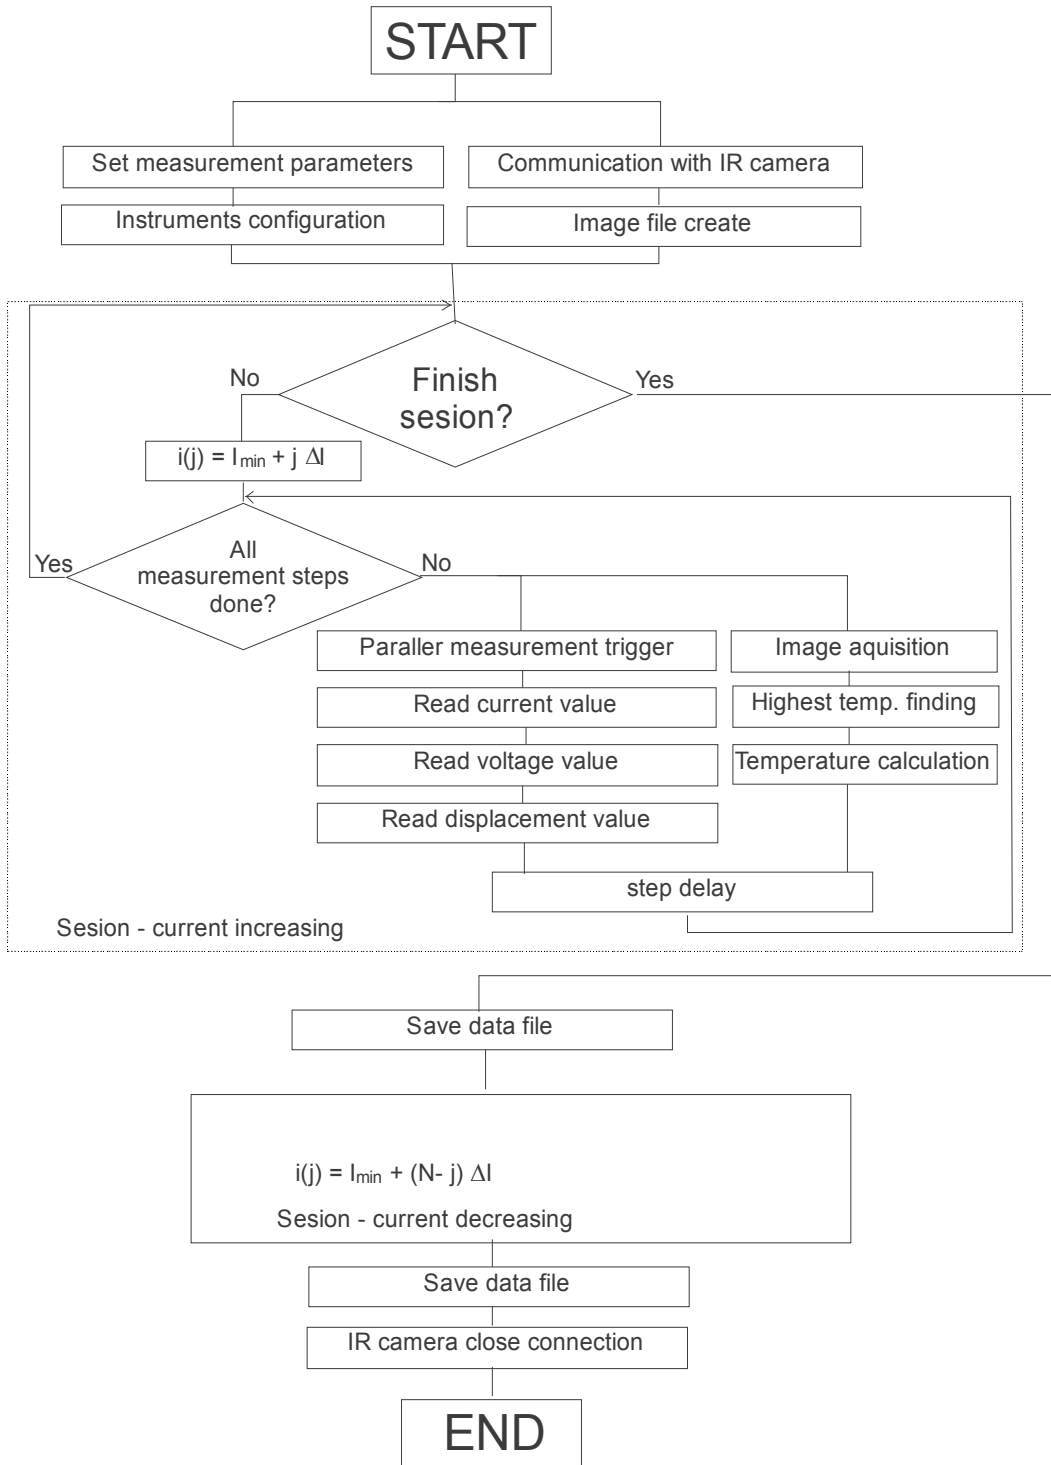 START
Set measurement parameters
Communication with IR camera
Instruments configuration
Image file create
Finish
sesion?
No
Yes
i(j) = Imin + j ΔI
All
measurement steps
done?
Yes
No
Paraller measurement trigger
Image aquisition
Read current value
Highest temp. finding
Read voltage value
Temperature calculation
Read displacement value
step delay
Sesion - current increasing
Save data file
i(j) = Imin + (N- j) ΔI
Sesion - current decreasing
Save data file
IR camera close connection
END